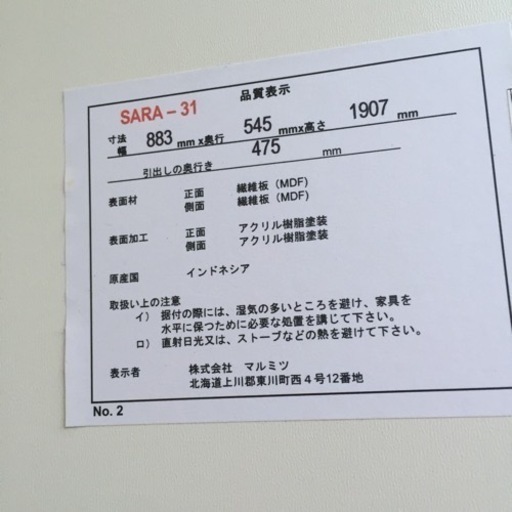 品質表示
SARA－31
寸法
幅 883 mm x奥行 545 mmx高さ 1907 mm
引出しの奥行き 475 mm
表面材 正面 繊維板（MDF)
側面 繊維板（MDF)
表面加工 正面 アクリル樹脂塗装
側面 アクリル樹脂塗装
原産国 インドネシア
取扱い上の注意
イ） 据付の際には、湿気の多いところを避け、家具を
水平に保つために必要な処置を講じて下さい。
ロ） 直射日光又は、ストーブなどの熱を避けて下さい。
表示者 株式会社 マルミツ
北海道上川郡東川町西４号12番地
No. 2